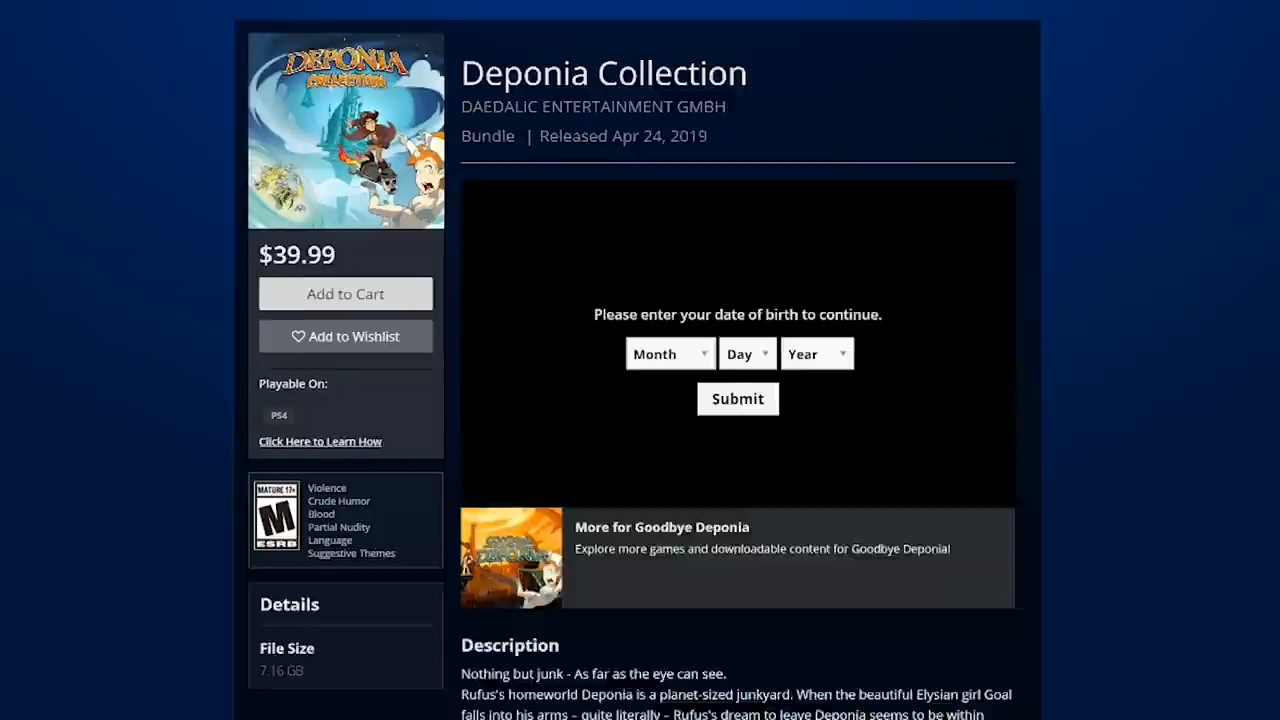 DEPONIA
COLLECTION
Deponia Collection
DAEDALIC ENTERTAINMENT GMBH
Bundle | Released Apr 24, 2019
$39.99
Add to Cart
Add to Wishlist
Playable On:
PS4
Click Here to Learn How
MATURE 17+
M
ESRB
Violence
Crude Humor
Blood
Partial Nudity
Language
Suggestive Themes
Details
File Size
7.16 GB
Please enter your date of birth to continue.
Month Day Year
Submit
More for Goodbye Deponia
Explore more games and downloadable content for Goodbye Deponia!
Description
Nothing but junk - As far as the eye can see.
Rufus's homeworld Deponia is a planet-sized junkyard. When the beautiful Elysian girl Goal
falls into his arms – quite literally – Rufus's dream to leave Deponia seems to be within